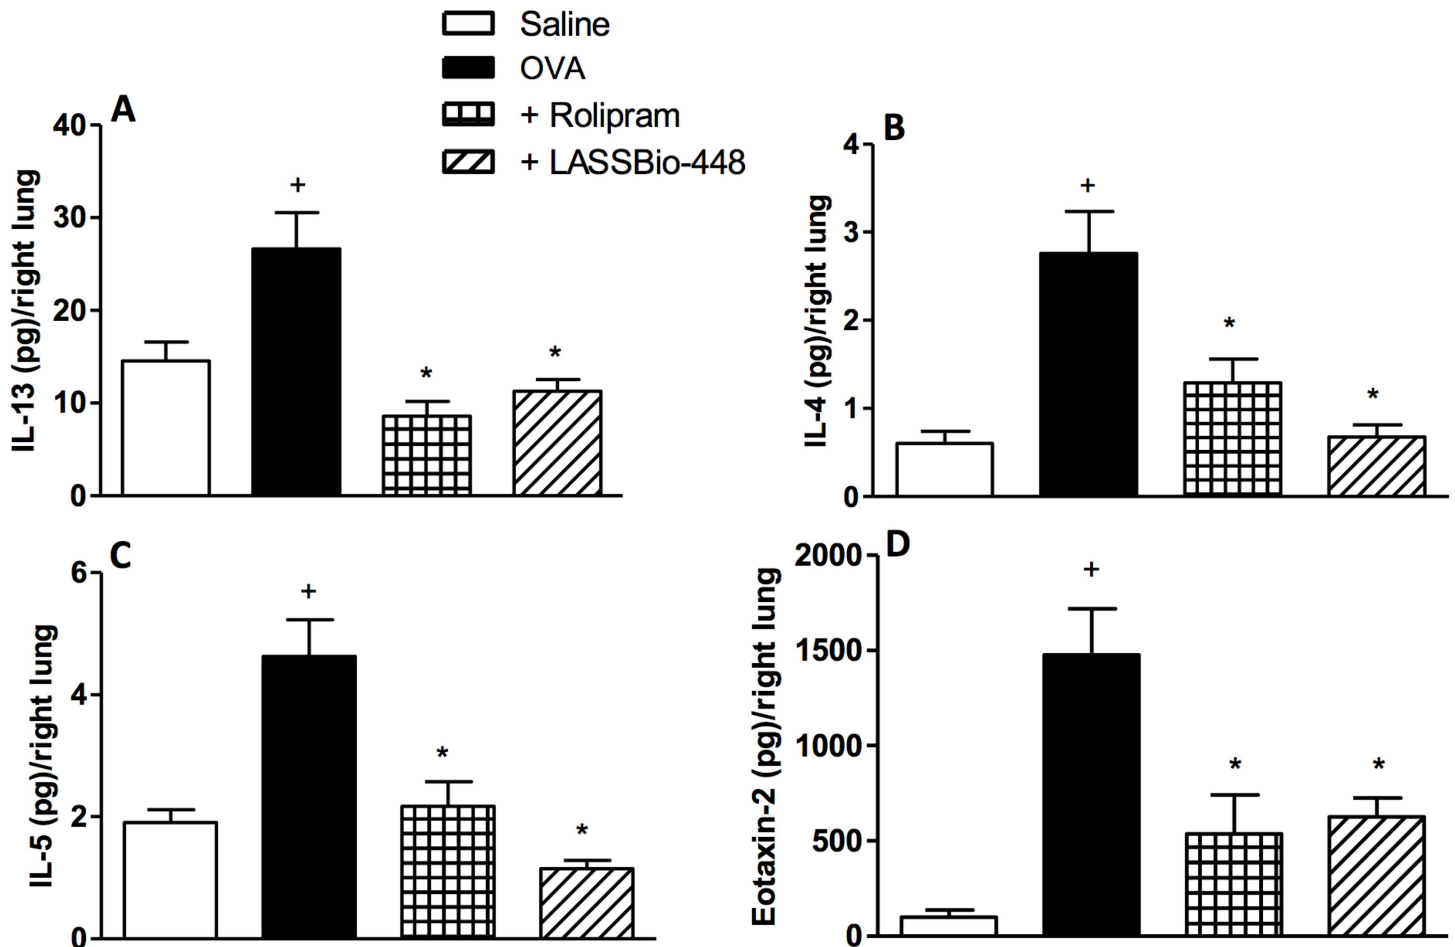 Saline
OVA
+ Rolipram
+ LASSBio-448
A
IL-13 (pg)/right lung
40
30
20
10
0
+
*
*
B
IL-4 (pg)/right lung
4
3
2
1
0
+
*
*
C
IL-5 (pg)/right lung
6
4
2
0
+
*
*
D
Eotaxin-2 (pg)/right lung
2000
1500
1000
500
0
+
*
*